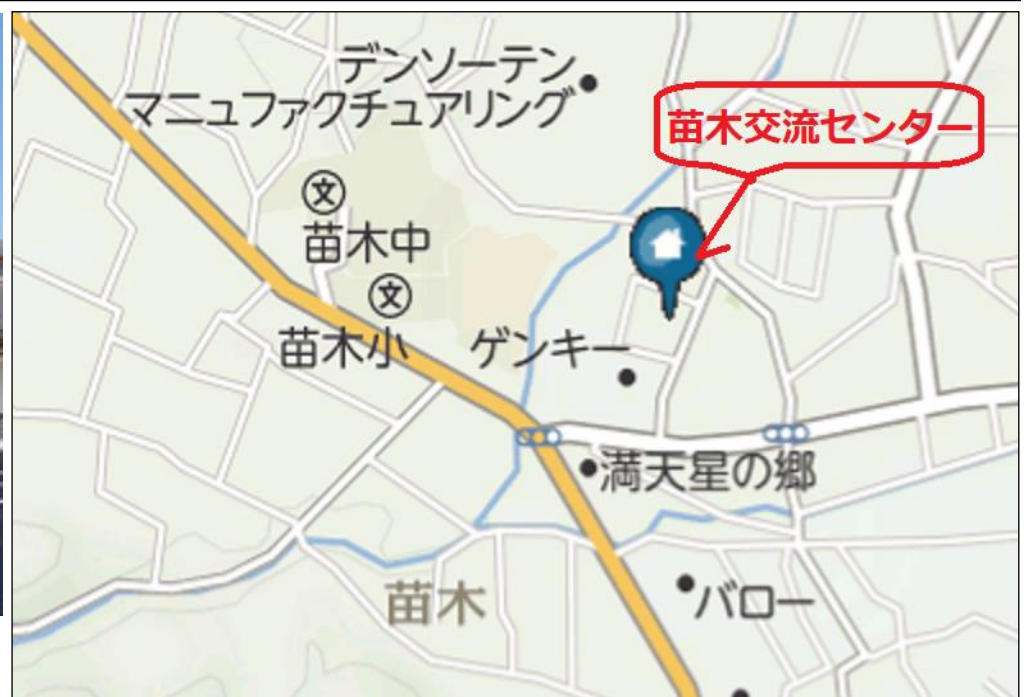 デンソーテン
マニュファクチュアリング
苗木交流センター
文
苗木中
文
苗木小
ゲンキー
満天星の郷
苗木
バロー